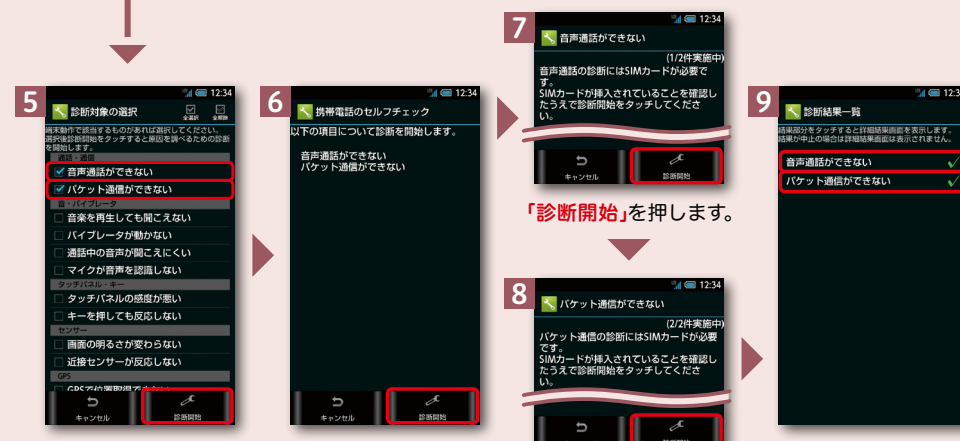 5
12:34
診断対象の選択
全選択 全解除
端末動作で該当するものがあれば選択してください。
選択後診断開始をタッチすると原因を調べるための診断
を開始します。
通話・通信
音声通話ができない
パケット通信ができない
音・バイブレータ
音楽を再生しても聞こえない
バイブレータが動かない
通話中の音声が聞こえにくい
マイクが音声を認識しない
タッチパネル・キー
タッチパネルの感度が悪い
キーを押しても反応しない
センサー
画面の明るさが変わらない
近接センサーが反応しない
GPS
GPSで位置取得で
キャンセル 診断開始
6
12:34
携帯電話のセルフチェック
以下の項目について診断を開始します。
音声通話ができない
パケット通信ができない
キャンセル 診断開始
7
12:34
音声通話ができない
(1/2件実施中)
音声通話の診断にはSIMカードが必要で
す。
SIMカードが挿入されていることを確認し
たうえで診断開始をタッチしてくださ
い。
キャンセル 診断開始
「診断開始」を押します。
8
12:34
パケット通信ができない
(2/2件実施中)
パケット通信の診断にはSIMカードが必要
です。
SIMカードが挿入されていることを確認し
たうえで診断開始をタッチしてくださ
い。
9
12:3
診断結果一覧
結果部分をタッチすると詳細結果画面を表示します。
結果が中止の場合は詳細結果画面は表示されません。
音声通話ができない
パケット通信ができない